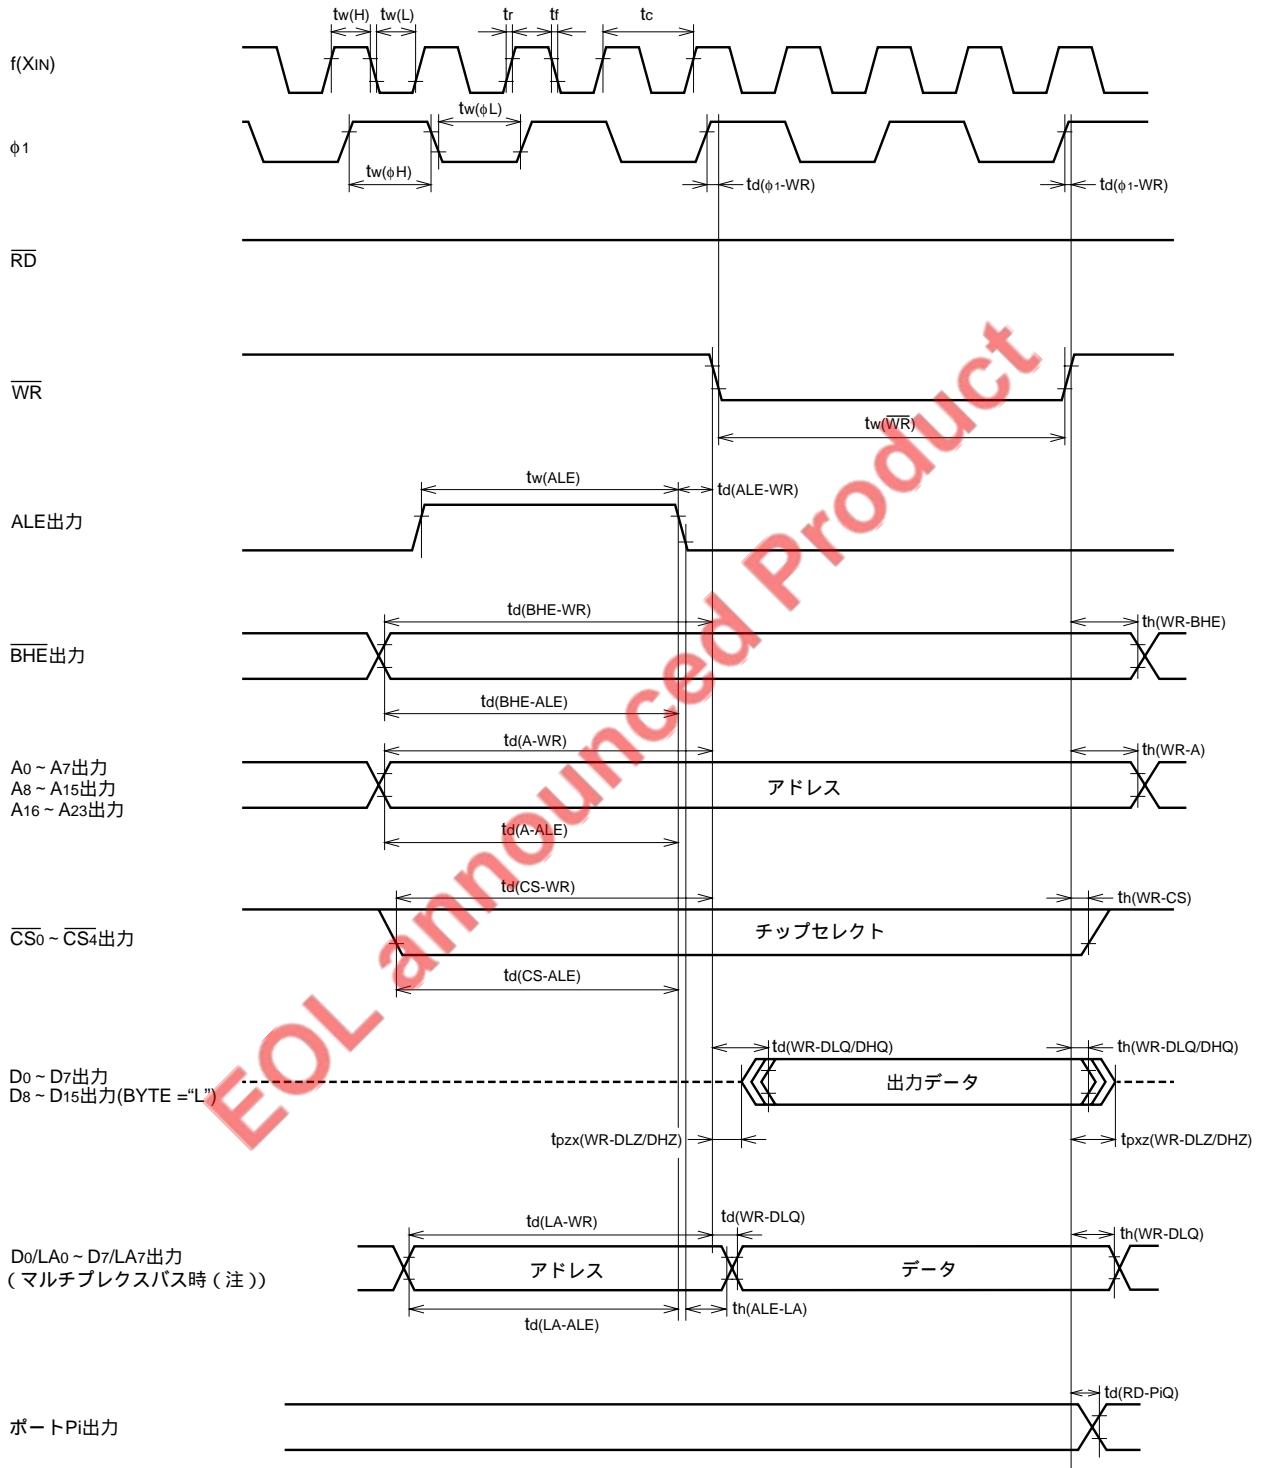 tw(H) tw(L) tr tf tc
f(XIN)
tw(ϕL)
ϕ1
tw(ϕH)
td(ϕ1-WR) td(ϕ1-WR)
RD
WR
tw(WR)
tw(ALE)
td(ALE-WR)
ALE出力
td(BHE-WR)
th(WR-BHE)
BHE出力
td(BHE-ALE)
td(A-WR)
th(WR-A)
A0 ~ A7出力
A8 ~ A15出力
A16 ~ A23出力
アドレス
td(A-ALE)
td(CS-WR)
th(WR-CS)
CS0 ~ CS4出力
チップセレクト
td(CS-ALE)
td(WR-DLQ/DHQ) th(WR-DLQ/DHQ)
D0 ~ D7出力
D8 ~ D15出力(BYTE =“L”)
出力データ
tpzx(WR-DLZ/DHZ) tpxz(WR-DLZ/DHZ)
td(LA-WR) td(WR-DLQ)
th(WR-DLQ)
D0/LA0 ~ D7/LA7出力
(マルチプレクスバス時(注))
アドレス データ
th(ALE-LA)
td(LA-ALE)
td(RD-PiQ)
ポートPi出力
EOL announced Product